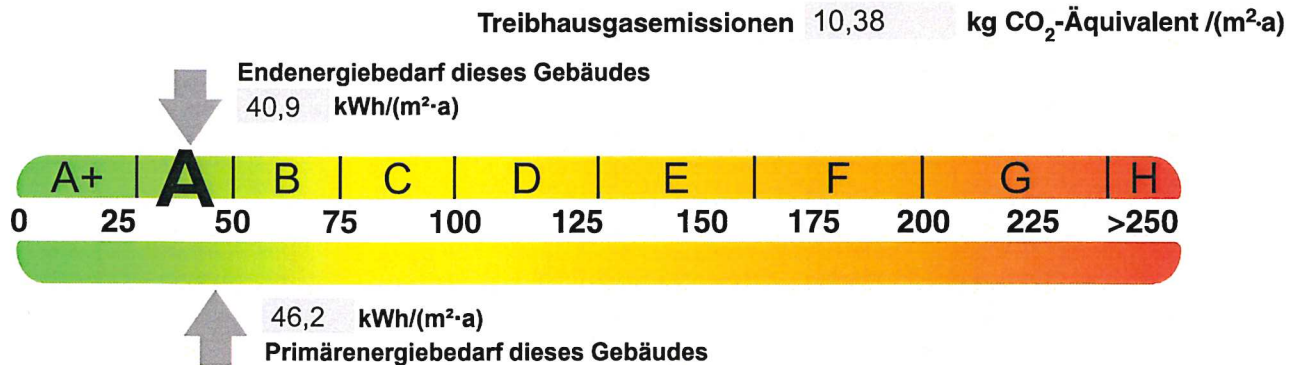 Treibhausgasemissionen 10,38 kg CO₂-Äquivalent /(m²·a)
Endenergiebedarf dieses Gebäudes
40,9 kWh/(m²·a)
A+ A B C D E F G H
0 25 50 75 100 125 150 175 200 225 >250
46,2 kWh/(m²·a)
Primärenergiebedarf dieses Gebäudes